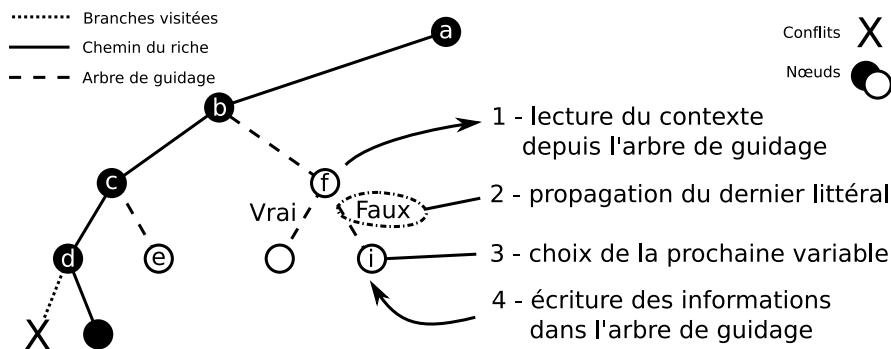 Branches visitées
Chemin du riche
Arbre de guidage
a
Conflits
X
Nœuds
b
1 - lecture du contexte
depuis l'arbre de guidage
c
f
2 - propagation du dernier littéral
Vrai
Faux
d
e
i
3 - choix de la prochaine variable
4 - écriture des informations
dans l'arbre de guidage
X